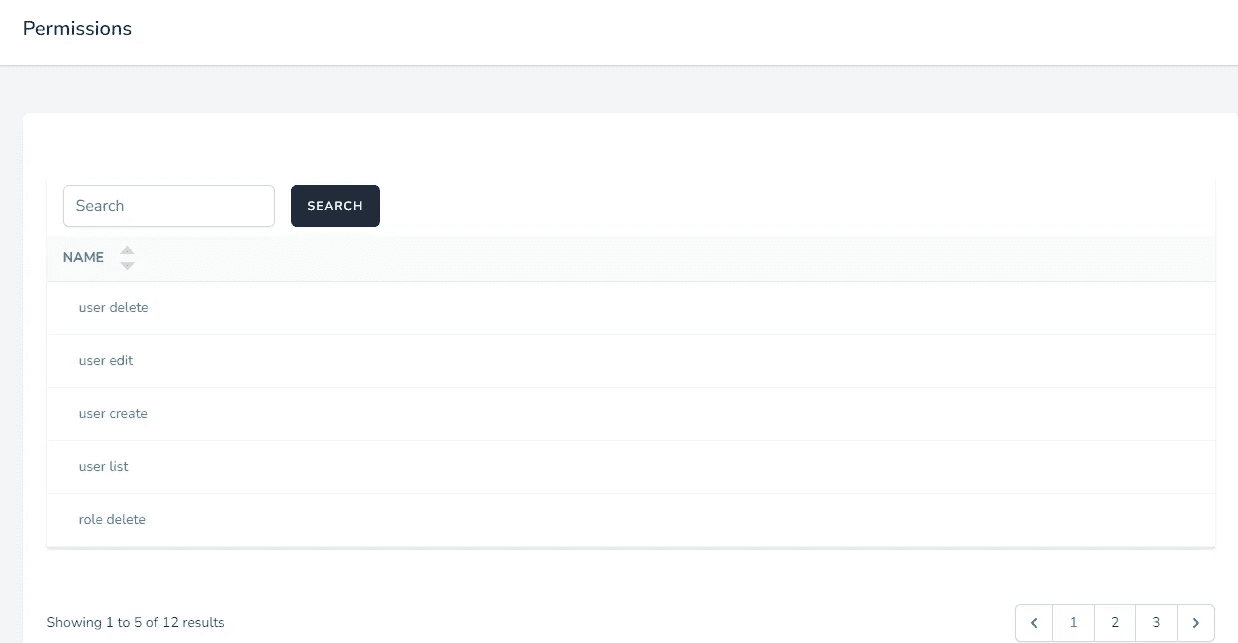 Permissions
Search SEARCH
NAME
user delete
user edit
user create
user list
role delete
Showing 1 to 5 of 12 results 1 2 3